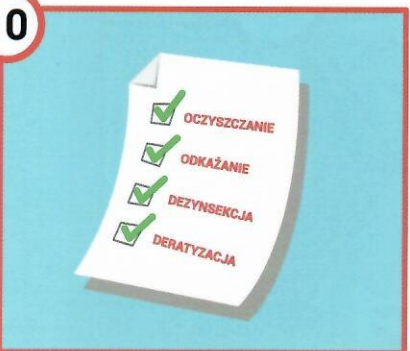 0
OCZYSZCZANIE
ODKAŻANIE
DEZYNSEKCJA
DERATYZACJA